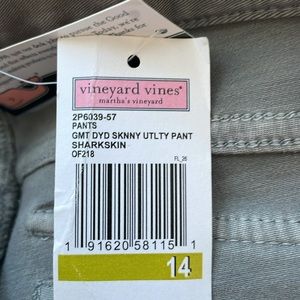 vineyard vines®
martha's vineyard
2P6039-57
PANTS
GMT DYD SKNNY UTLTY PANT
SHARKSKIN
OF218
FL_26
1 91620 58115 1
14